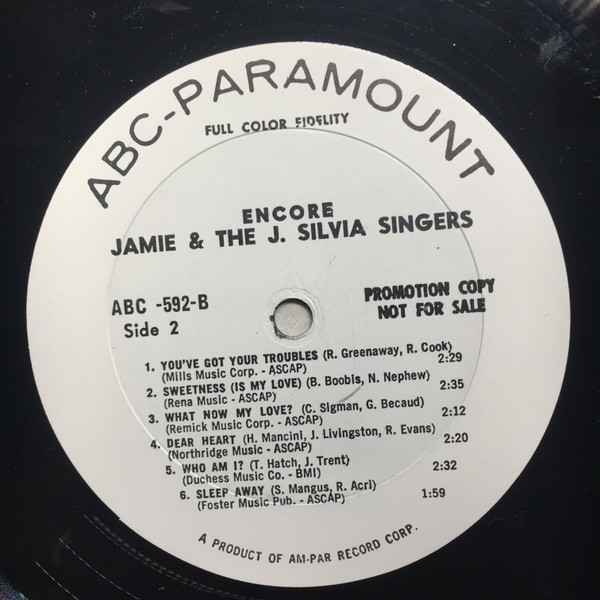 ABC-PARAMOUNT
FULL COLOR FIDELITY
ENCORE
JAMIE & THE J. SILVIA SINGERS
ABC -592-B
Side 2
PROMOTION COPY
NOT FOR SALE
1. YOU'VE GOT YOUR TROUBLES (R. Greenaway, R. Cook)
(Mills Music Corp. - ASCAP) 2:29
2. SWEETNESS (IS MY LOVE) (B. Boobis, N. Nephew)
(Rena Music - ASCAP) 2:35
3. WHAT NOW MY LOVE? (C. Sigman, G. Becaud)
(Remick Music Corp. - ASCAP) 2:12
4. DEAR HEART (H. Mancini, J. Livingston, R. Evans)
(Northridge Music - ASCAP) 2:20
5. WHO AM I? (T. Hatch, J. Trent)
(Duchess Music Co. - BMI) 2:32
6. SLEEP AWAY (S. Mangus, R. Acri)
(Foster Music Pub. - ASCAP) 1:59
A PRODUCT OF AM-PAR RECORD CORP.